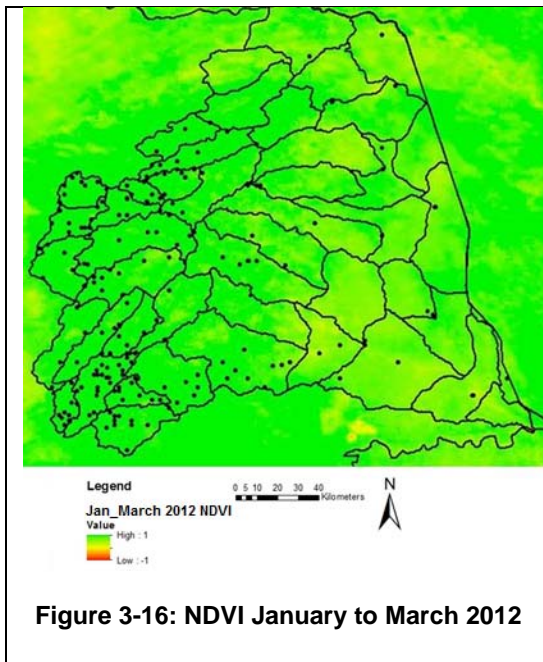 Legend
0 5 10 20 30 40
Kilometers
N
Jan_March 2012 NDVI
Value
High : 1
Low : -1
Figure 3-16: NDVI January to March 2012